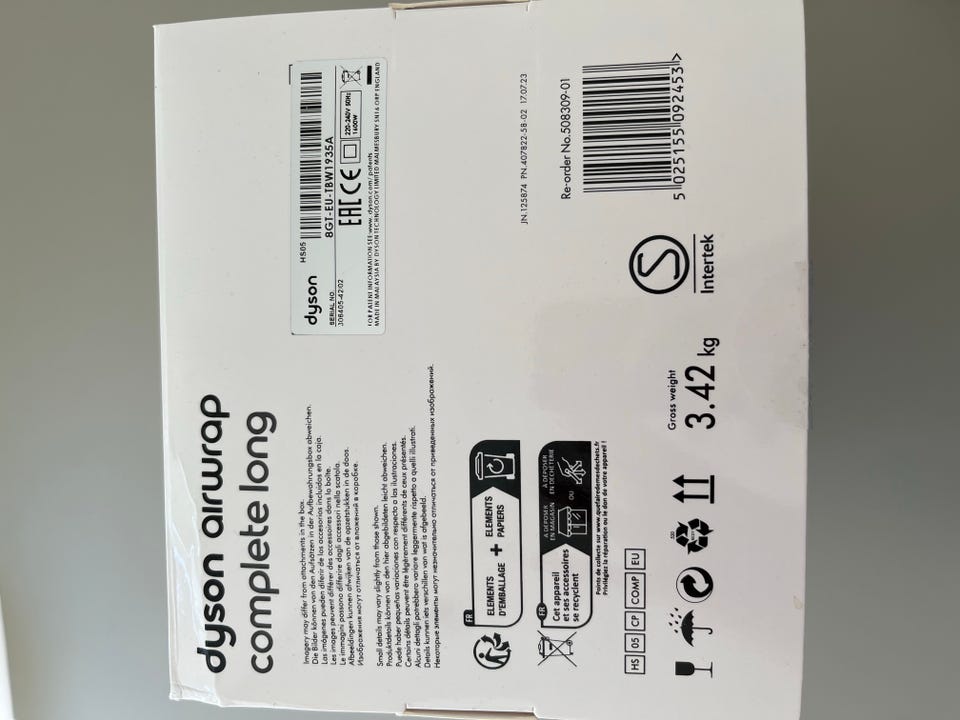 dyson airwrap
complete long
Imagery may differ from attachments in the box.
Die Bilder können von den Aufsätzen in der Aufbewahrungsbox abweichen.
Las imágenes pueden diferir de los accesorios incluidos en la caja.
Les images peuvent différer des accessoires dans la boîte.
Le immagini possono differire dagli accessori nella scatola.
Afbeeldingen kunnen afwijken van de opzetstukken in de doos.
Изображения могут отличаться от вложений в коробке.
Small details may vary slightly from those shown.
Produktdetails können von den hier abgebildeten leicht abweichen.
Puede haber pequeñas variaciones con respecto a las ilustraciones.
Certains détails peuvent être légèrement différents de ceux présentés.
Alcuni dettagli potrebbero variare leggermente rispetto a quelli illustrati.
Details kunnen iets verschillen van wat is afgebeeld.
Некоторые элементы могут незначительно отличаться от приведенных изображений.
HS05
dyson
SERIAL NO.
8GT-EU-TBW1935A
308405-42/02
EAC CE
220-240V 50Hz
1600W
FOR PATENT INFORMATION SEE: www.dyson.com/patents
MADE IN MALAYSIA BY DYSON TECHNOLOGY LIMITED MALMESBURY SN16 0RP ENGLAND
FR
ELEMENTS
D'EMBALLAGE
+
ELEMENTS
PAPIERS
FR
Cet appareil
et ses accessoires
se recyclent
À DÉPOSER
EN MAGASIN
OU
À DÉPOSER
EN DÉCHÈTERIE
Points de collecte sur www.quefairedemesdechets.fr
Privilégiez la réparation ou le don de votre appareil !
JN.125874 PN.407822-58-02 17.07.23
Re-order No.508309-01
5 025155 092453 >
HS 05 CP COMP EU
Gross weight
3.42 kg
S
Intertek